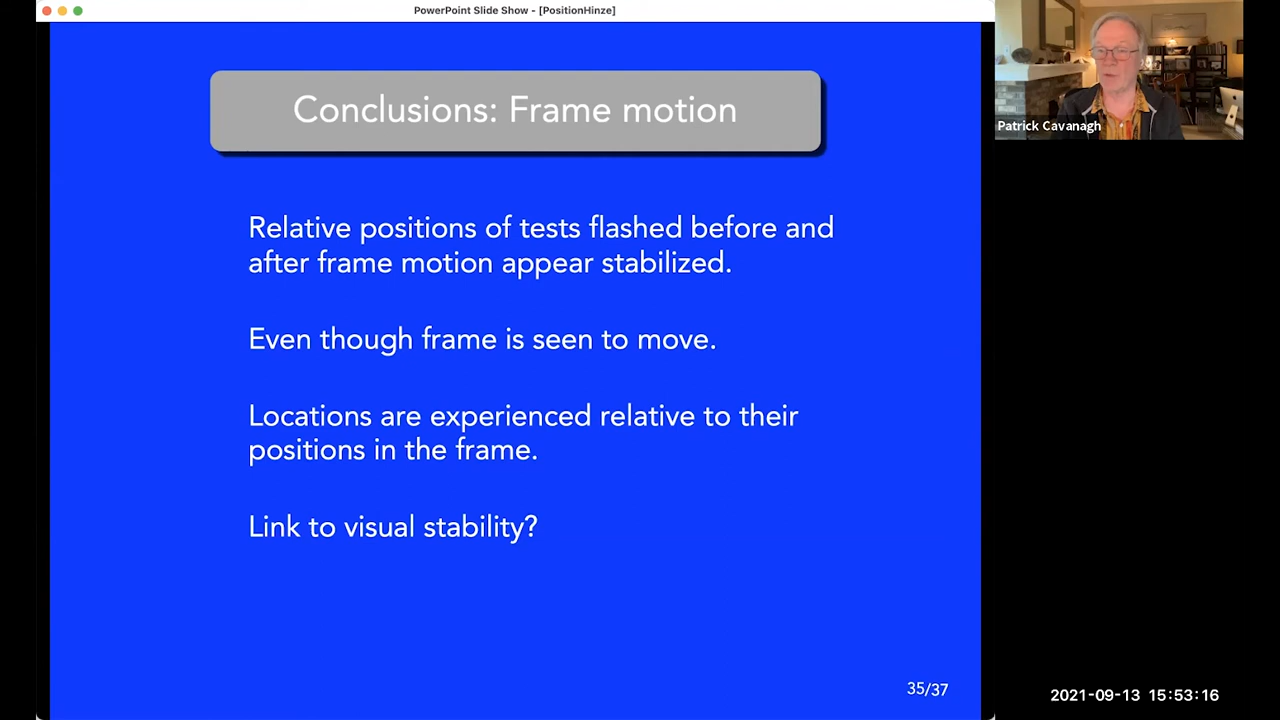 PowerPoint Slide Show - [PositionHinze]
Conclusions: Frame motion
Relative positions of tests flashed before and
after frame motion appear stabilized.
Even though frame is seen to move.
Locations are experienced relative to their
positions in the frame.
Link to visual stability?
35/37
Patrick Cavanagh
2021-09-13 15:53:16